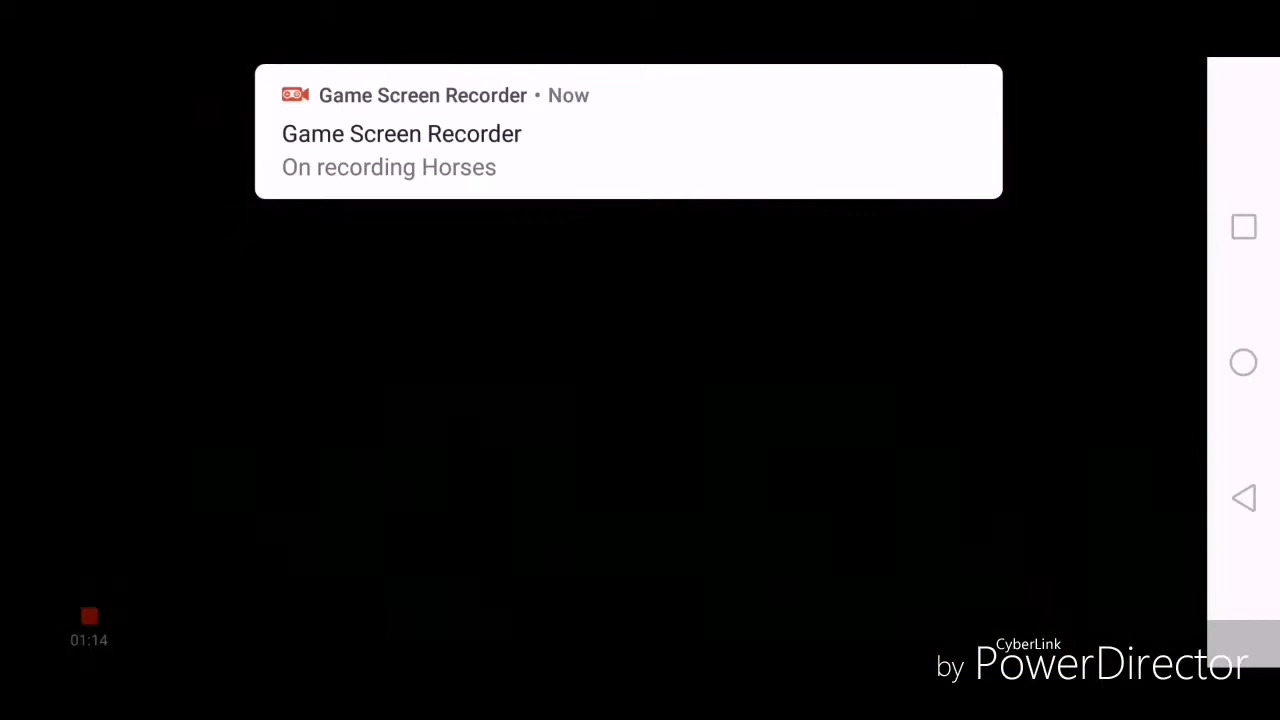 Game Screen Recorder • Now
Game Screen Recorder
On recording Horses
01:14
CyberLink
by PowerDirector